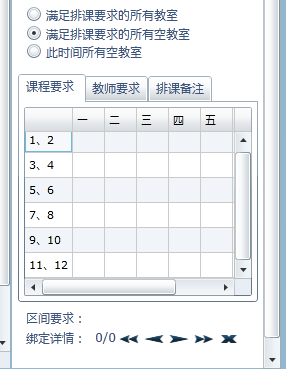 满足排课要求的所有教室
满足排课要求的所有空教室
此时间所有空教室
课程要求 教师要求 排课备注
一 二 三 四 五
1、2
3、4
5、6
7、8
9、10
11、12
区间要求：
绑定详情： 0/0